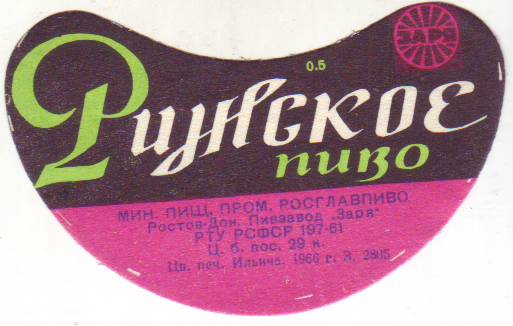 ЗАРЯ
0.5
Рижское
пиво
МИН. ПИЩ. ПРОМ. РОСГЛАВПИВО
Ростов-Дон. Пивзавод „Заря"
РТУ РСФСР 197-61
Ц. б. пос. 29 к.
Цв. печ. Ильича. 1966 г. З. 2805